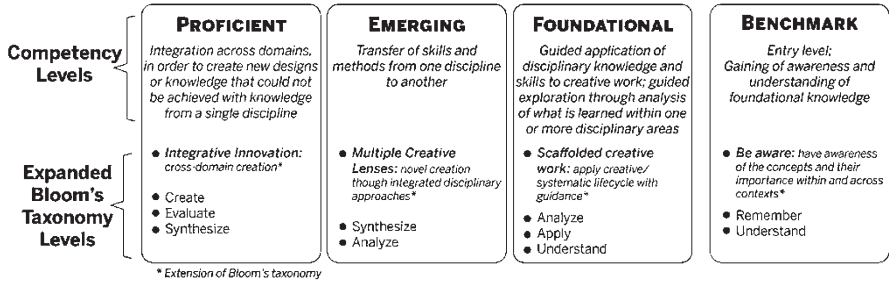 Competency
Levels
PROFICIENT
Integration across domains,
in order to create new designs
or knowledge that could not
be achieved with knowledge
from a single discipline
EMERGING
Transfer of skills and
methods from one discipline
to another
FOUNDATIONAL
Guided application of
disciplinary knowledge and
skills to creative work; guided
exploration through analysis
of what is learned within one
or more disciplinary areas
BENCHMARK
Entry level;
Gaining of awareness and
understanding of
foundational knowledge
Expanded
Bloom's
Taxonomy
Levels
● Integrative Innovation:
cross-domain creation*
● Create
● Evaluate
● Synthesize
● Multiple Creative
Lenses: novel creation
though integrated disciplinary
approaches*
● Synthesize
● Analyze
● Scaffolded creative
work: apply creative/
systematic lifecycle with
guidance*
● Analyze
● Apply
● Understand
● Be aware: have awareness
of the concepts and their
importance within and across
contexts*
● Remember
● Understand
* Extension of Bloom's taxonomy